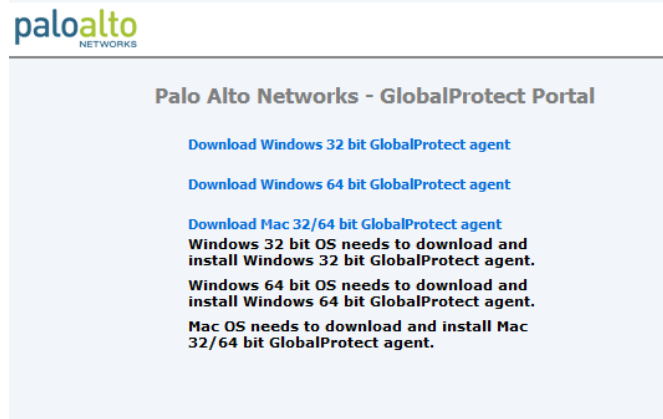 paloalto
NETWORKS
Palo Alto Networks - GlobalProtect Portal
Download Windows 32 bit GlobalProtect agent
Download Windows 64 bit GlobalProtect agent
Download Mac 32/64 bit GlobalProtect agent
Windows 32 bit OS needs to download and
install Windows 32 bit GlobalProtect agent.
Windows 64 bit OS needs to download and
install Windows 64 bit GlobalProtect agent.
Mac OS needs to download and install Mac
32/64 bit GlobalProtect agent.